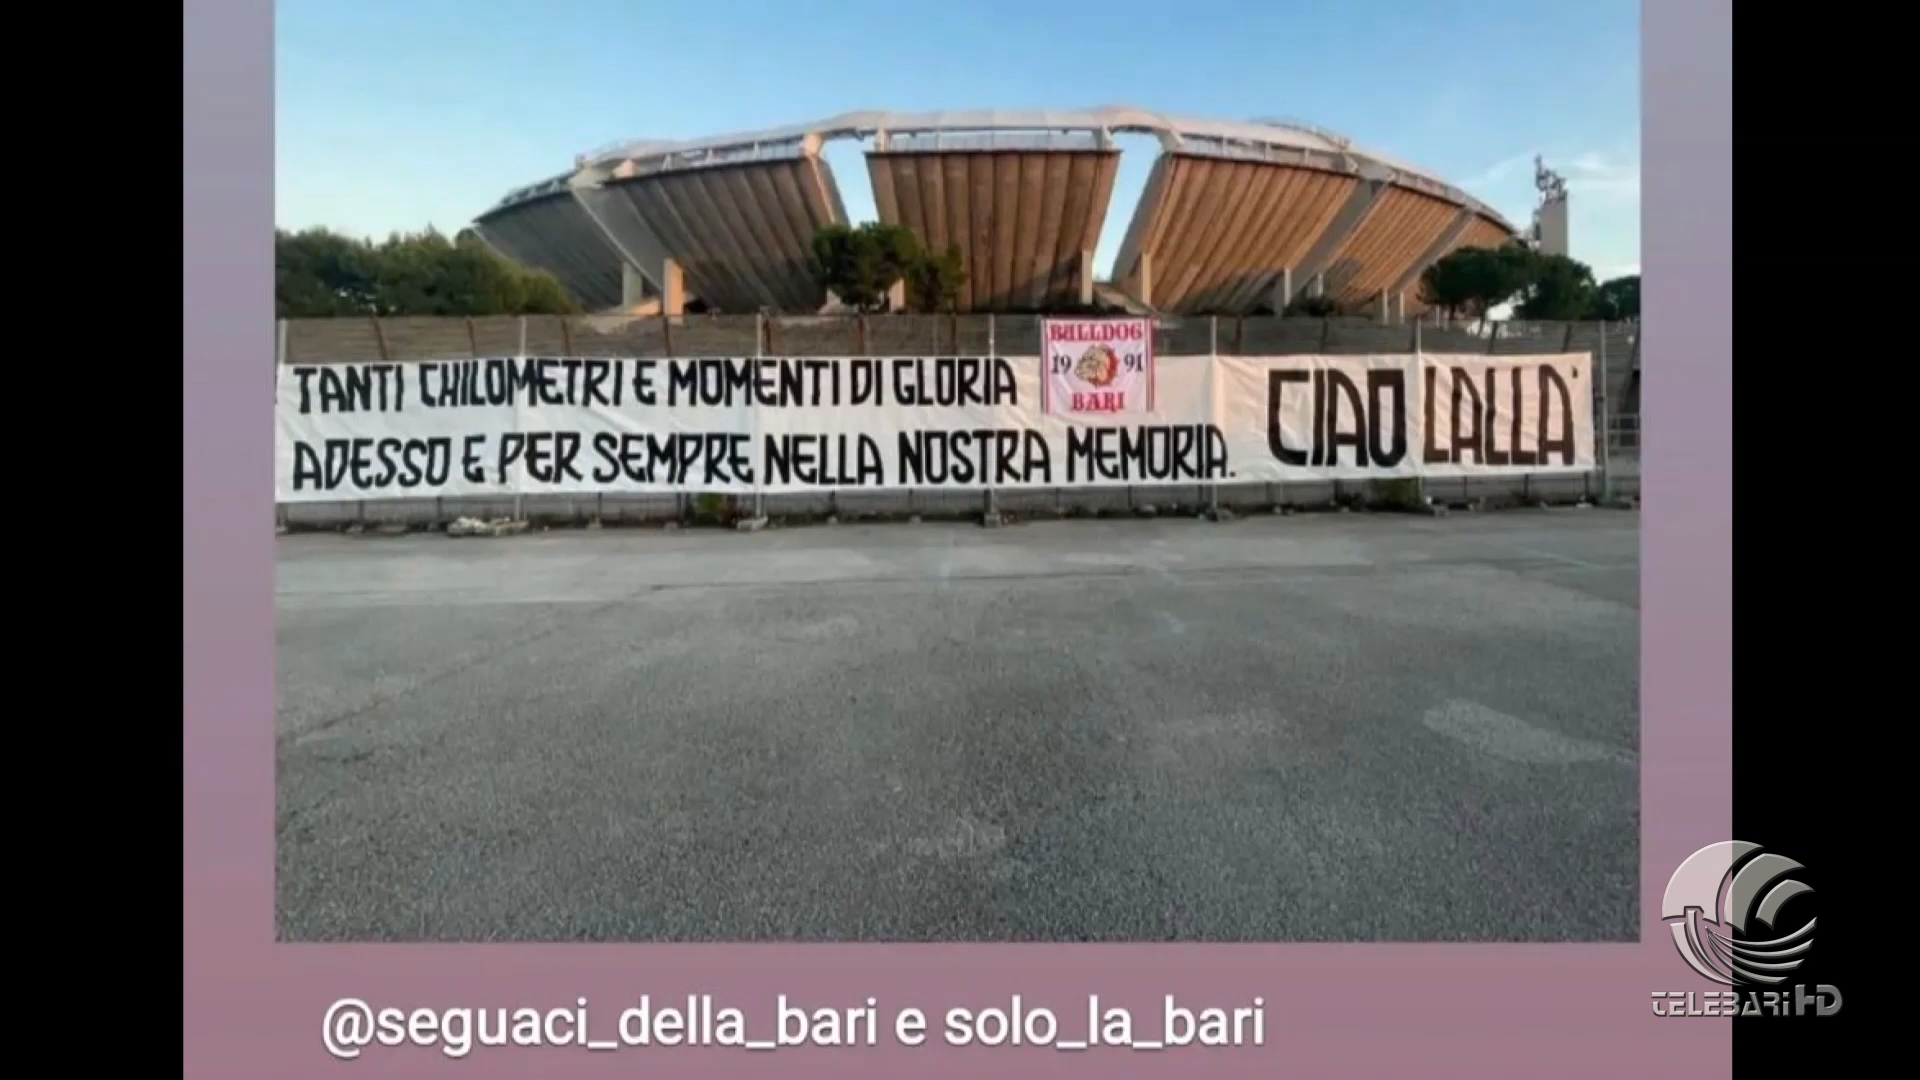 TANTI CHILOMETRI E MOMENTI DI GLORIA
ADESSO E PER SEMPRE NELLA NOSTRA MEMORIA.
BULLDOG
19 91
BARI
CIAO LALLA'
@seguaci_della_bari e solo_la_bari
TELEBARI HD